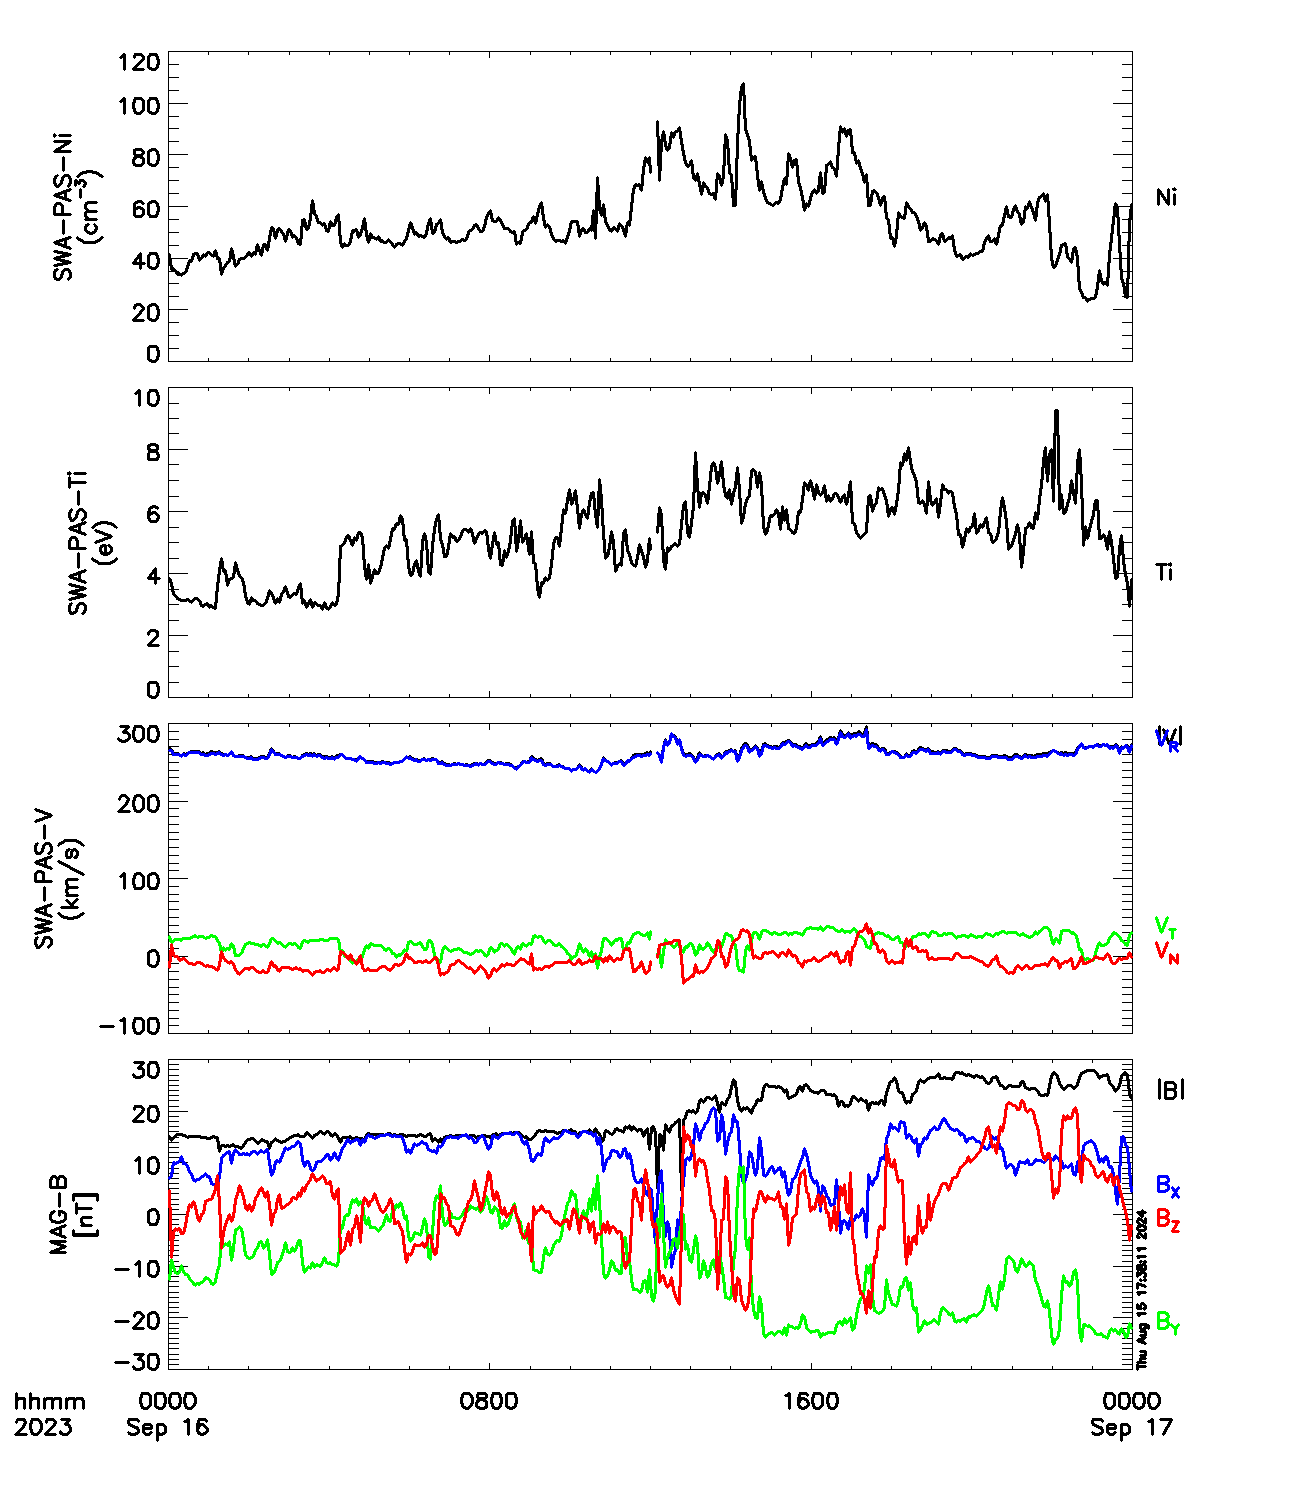 120
100
80
60
40
20
0
SWA-PAS-Ni
(cm⁻³)
Ni
10
8
6
4
2
0
SWA-PAS-Ti
(eV)
Ti
300
200
100
0
-100
SWA-PAS-V
(km/s)
|V|
V_R
V_T
V_N
30
20
10
0
-10
-20
-30
MAG-B
[nT]
|B|
B_X
B_Z
B_Y
Thu Aug 15 17:38:11 2024
hhmm 0000 0800 1600 0000
2023 Sep 16 Sep 17